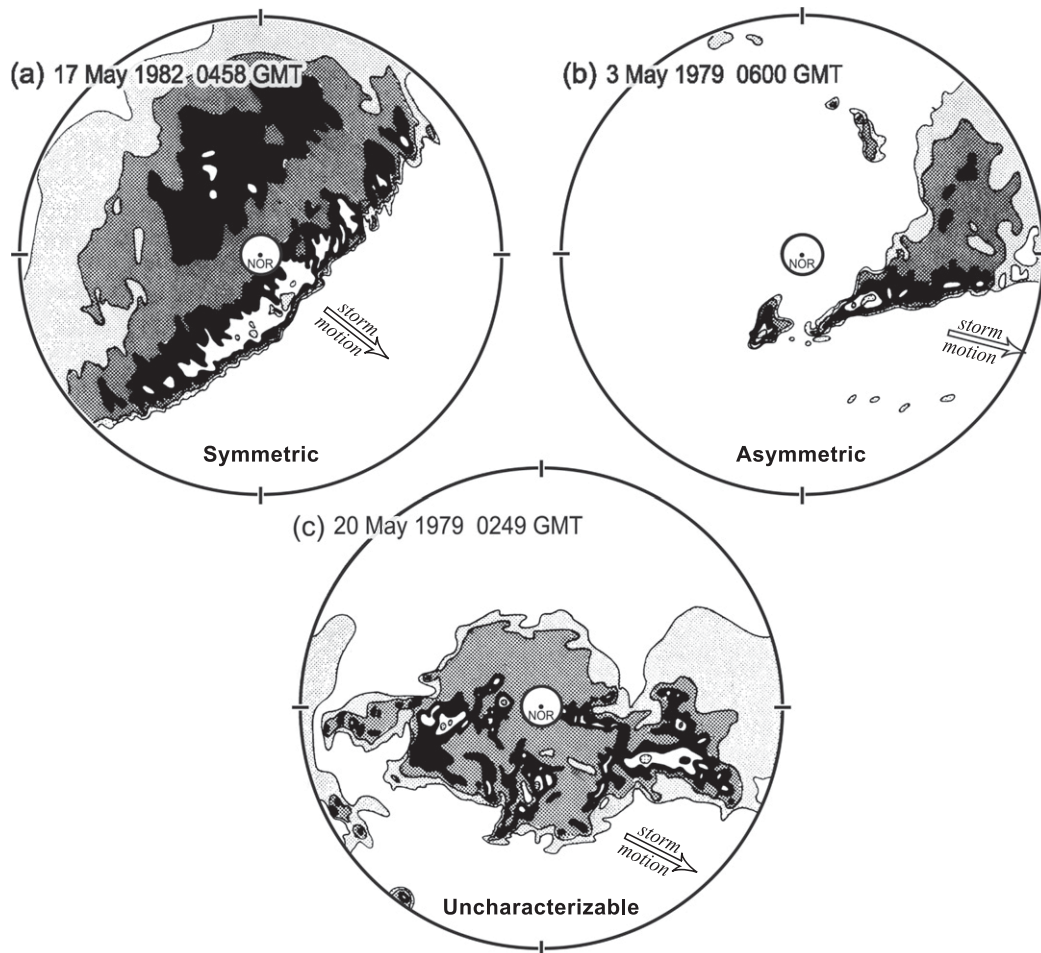 (a) 17 May 1982 0458 GMT
NOR
storm
motion
Symmetric
(b) 3 May 1979 0600 GMT
NOR
storm
motion
Asymmetric
(c) 20 May 1979 0249 GMT
NOR
storm
motion
Uncharacterizable